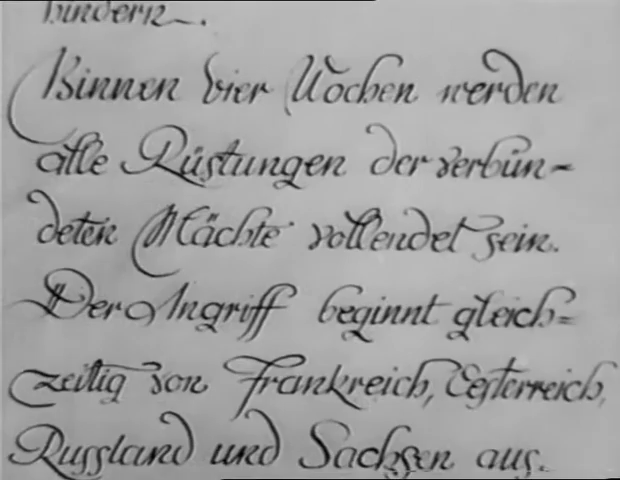 hindern.
Binnen vier Wochen werden
alle Rüstungen der verbün-
deten Mächte vollendet sein.
Der Angriff beginnt gleich-
zeitig von Frankreich, Oesterreich,
Russland und Sachsen aus.